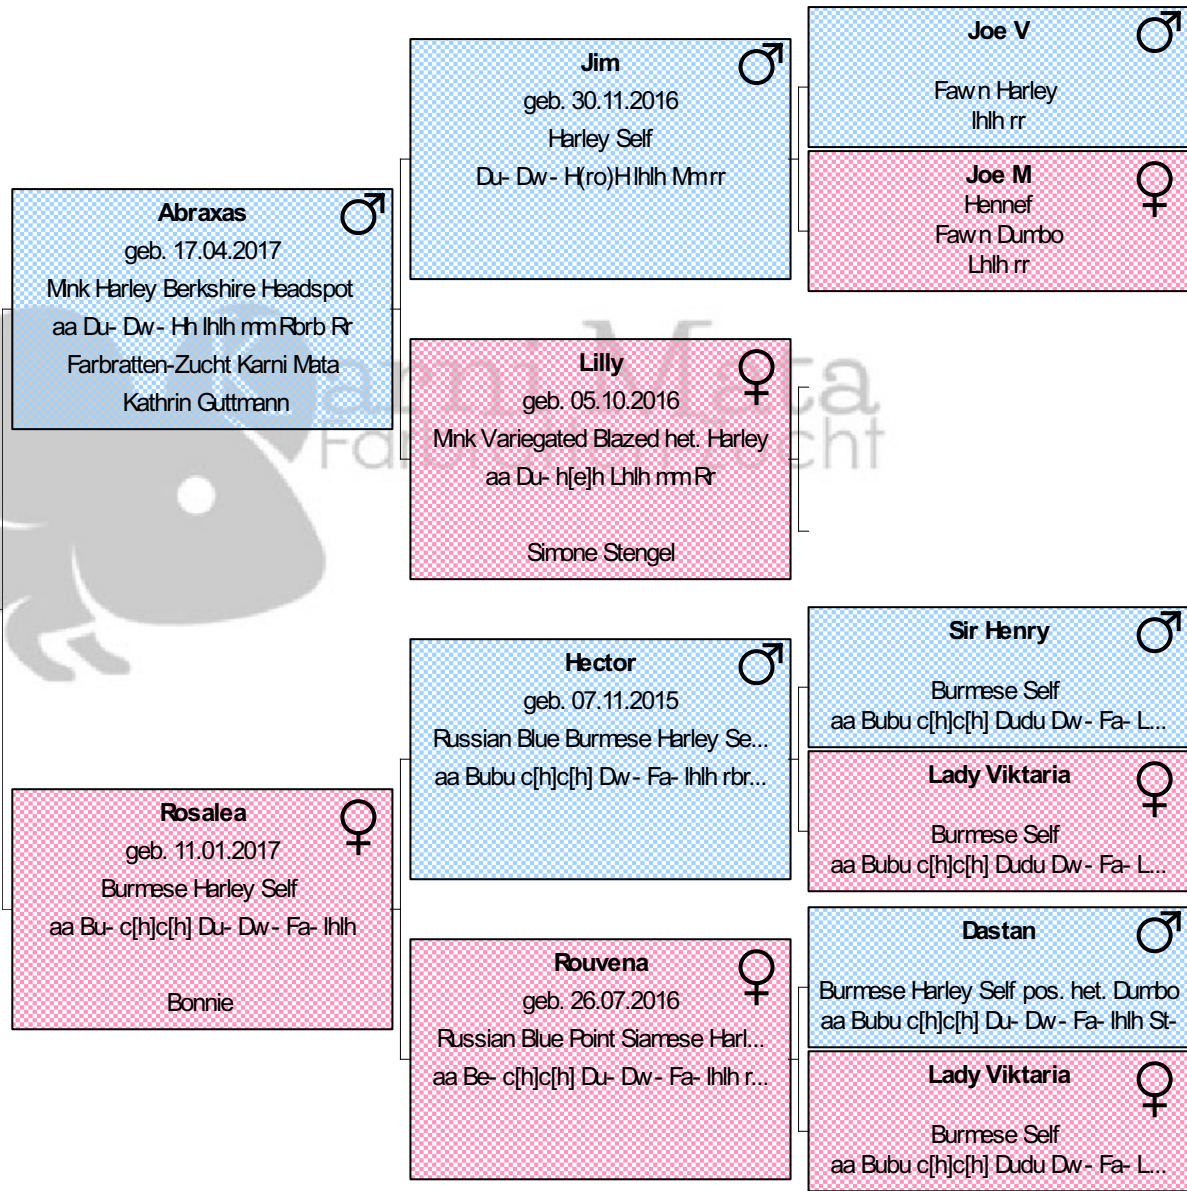 Joe V
Fawn Harley
lhlh rr
Jim
geb. 30.11.2016
Harley Self
Du- Dw- H(ro)H lhlh Mm rr
Joe M
Hennef
Fawn Dumbo
Lhlh rr
Abraxas
geb. 17.04.2017
Mink Harley Berkshire Headspot
aa Du- Dw- Hh lhlh mm Rbrb Rr
Farbratten-Zucht Karni Mata
Kathrin Guttmann
Lilly
geb. 05.10.2016
Mink Variegated Blazed het. Harley
aa Du- h[e]h Lhlh mm Rr
Simone Stengel
Karni Mata
Hector
geb. 07.11.2015
Russian Blue Burmese Harley Se...
aa Bubu c[h]c[h] Dw- Fa- lhlh rbr...
Sir Henry
Burmese Self
aa Bubu c[h]c[h] Dudu Dw- Fa- L...
Lady Viktaria
Burmese Self
aa Bubu c[h]c[h] Dudu Dw- Fa- L...
Rosalea
geb. 11.01.2017
Burmese Harley Self
aa Bu- c[h]c[h] Du- Dw- Fa- lhlh
Bonnie
Rouvena
geb. 26.07.2016
Russian Blue Point Siamese Harl...
aa Be- c[h]c[h] Du- Dw- Fa- lhlh r...
Dastan
Burmese Harley Self pos. het. Dumbo
aa Bubu c[h]c[h] Du- Dw- Fa- lhlh St-
Lady Viktaria
Burmese Self
aa Bubu c[h]c[h] Dudu Dw- Fa- L...